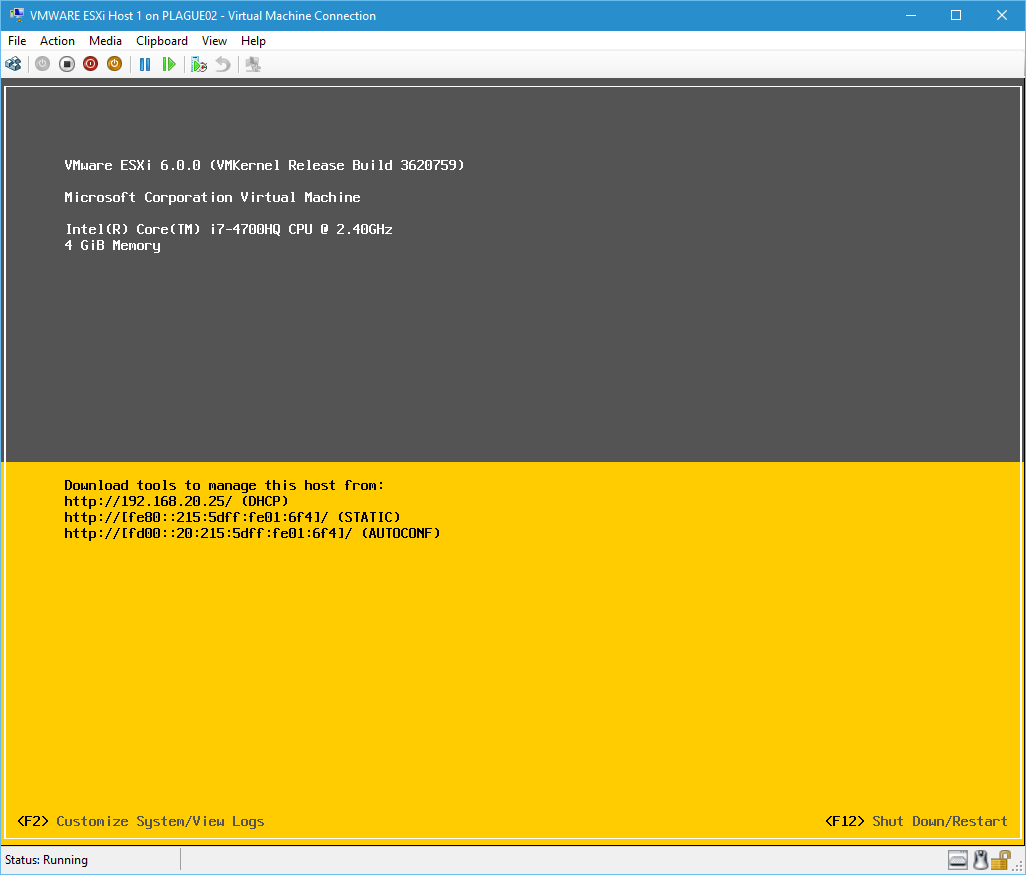 VMWARE ESXi Host 1 on PLAGUE02 - Virtual Machine Connection
File Action Media Clipboard View Help
VMware ESXi 6.0.0 (VMKernel Release Build 3620759)
Microsoft Corporation Virtual Machine
Intel(R) Core(TM) i7-4700HQ CPU @ 2.40GHz
4 GiB Memory
Download tools to manage this host from:
http://192.168.20.25/ (DHCP)
http://[fe80::215:5dff:fe01:6f4]/ (STATIC)
http://[fd00::20:215:5dff:fe01:6f4]/ (AUTOCONF)
<F2> Customize System/View Logs <F12> Shut Down/Restart
Status: Running